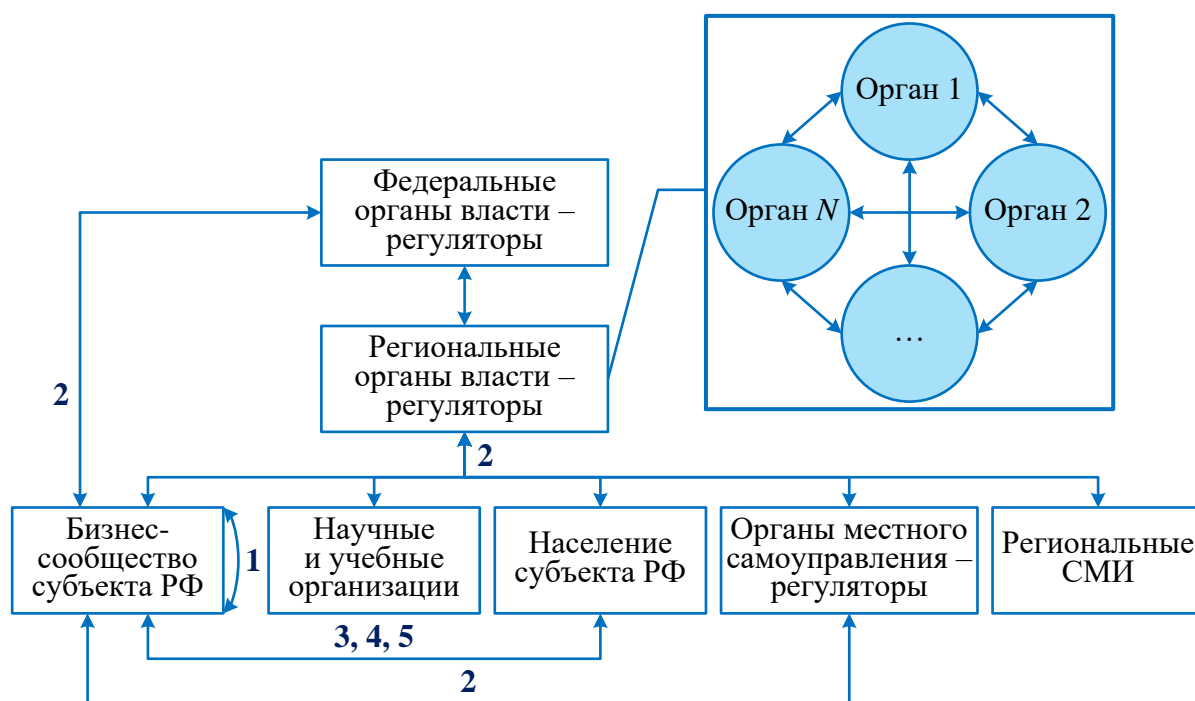 Орган 1
Орган N
Орган 2
…
Федеральные
органы власти –
регуляторы
Региональные
органы власти –
регуляторы
2
2
Бизнес-
сообщество
субъекта РФ
1
Научные
и учебные
организации
Население
субъекта РФ
Органы местного
самоуправления –
регуляторы
Региональные
СМИ
3, 4, 5
2